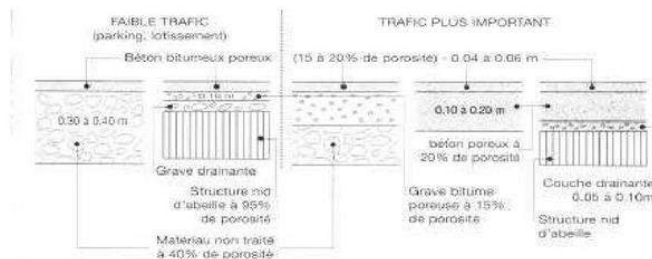 FAIBLE TRAFIC
(parking, lotissement)
TRAFIC PLUS IMPORTANT
Béton bitumeux poreux
(15 à 20% de porosité) - 0.04 à 0.06 m
0.30 à 0.40 m
0.10 à 0.20 m
béton poreux à
20% de porosité
Grave drainante
Structure nid
d'abeille à 95%
de porosité
Grave bitume
poreuse à 15%
de porosité
Couche drainante
0.05 à 0.10m
Structure nid
d'abeille
Matériau non traité
à 40% de porosité